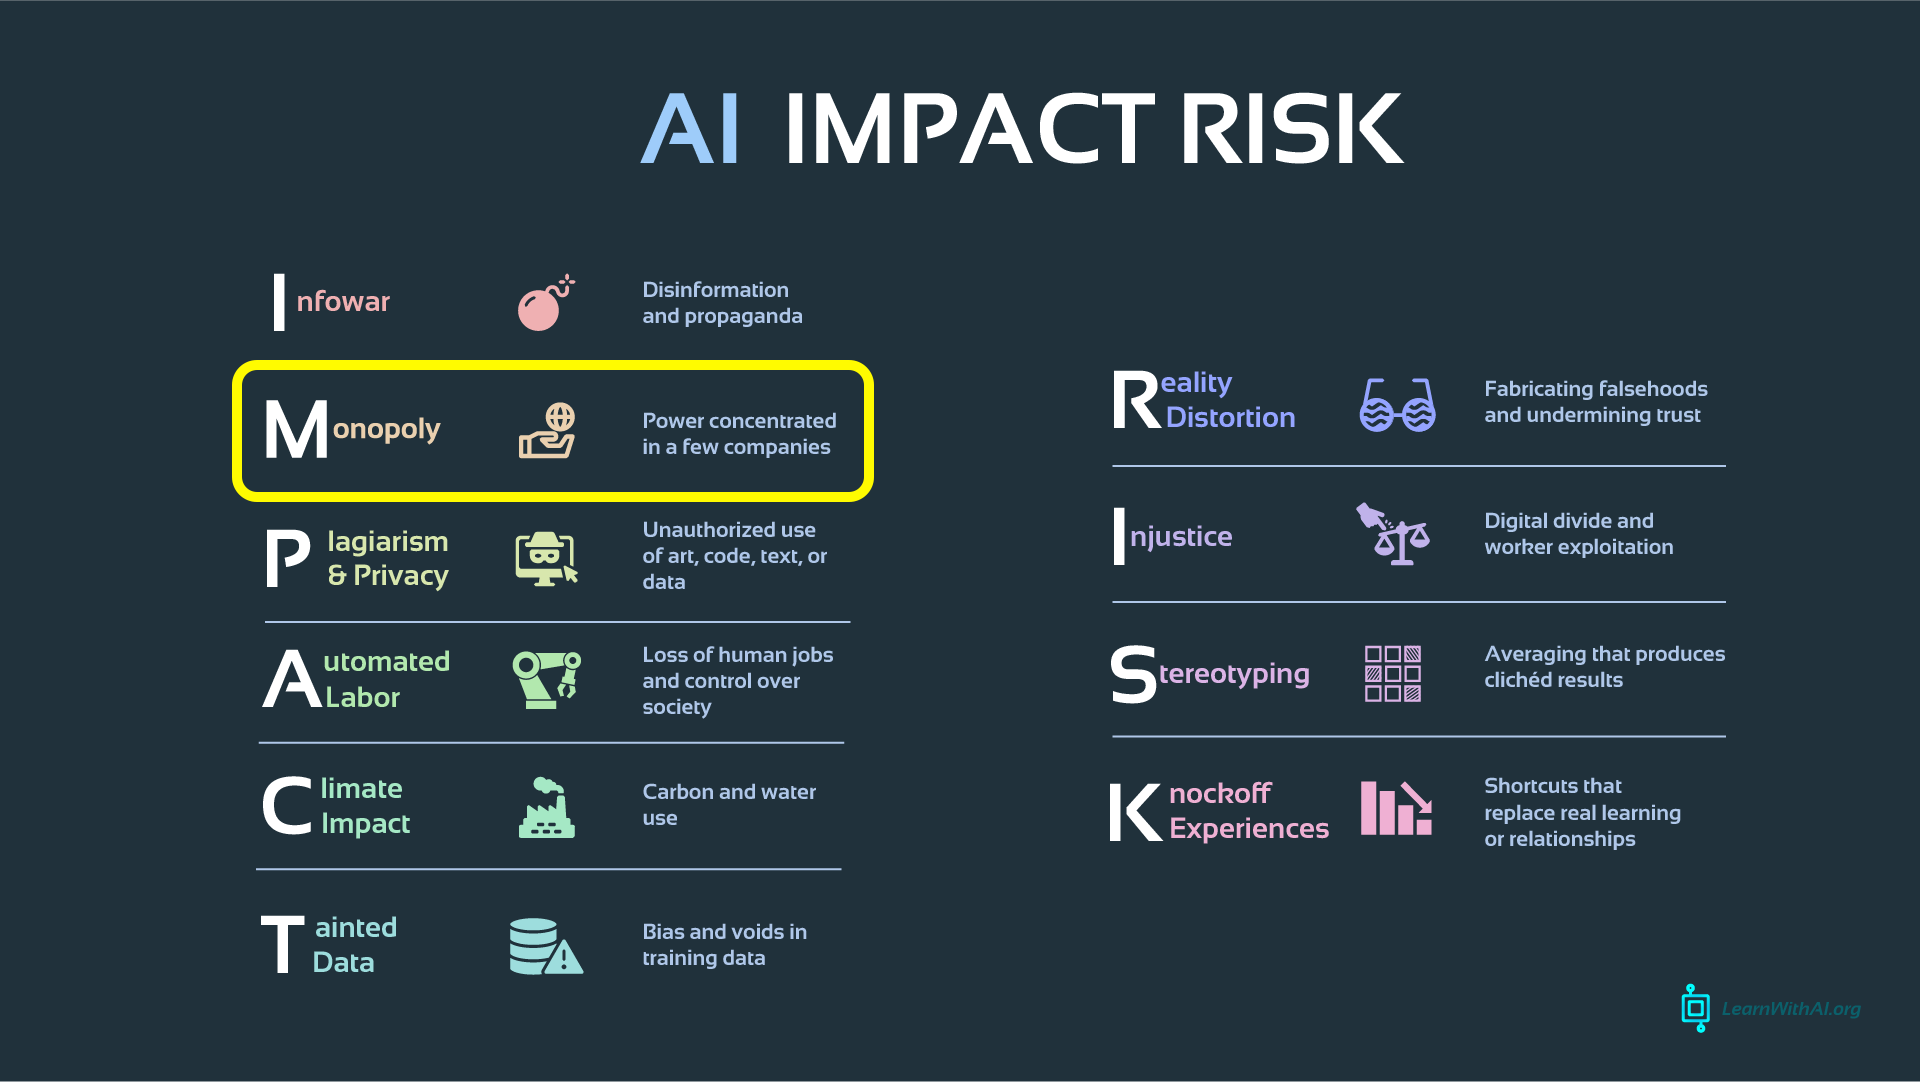 AI IMPACT RISK
Infowar
Disinformation
and propaganda
Monopoly
Power concentrated
in a few companies
Plagiarism
& Privacy
Unauthorized use
of art, code, text, or
data
Automated
Labor
Loss of human jobs
and control over
society
Climate
Impact
Carbon and water
use
Tainted
Data
Bias and voids in
training data
Reality
Distortion
Fabricating falsehoods
and undermining trust
Injustice
Digital divide and
worker exploitation
Stereotyping
Averaging that produces
clichéd results
Knockoff
Experiences
Shortcuts that
replace real learning
or relationships
LearnWithAI.org